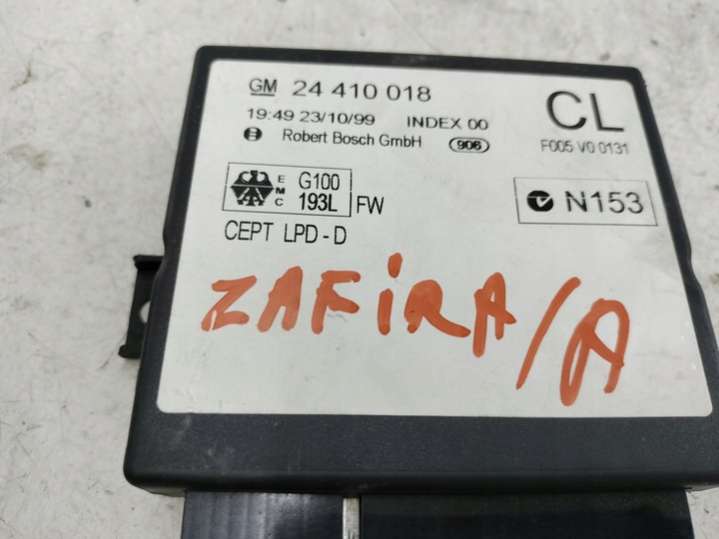 GM 24 410 018
CL
19:49 23/10/99 INDEX 00
Robert Bosch GmbH 906
F005 V0 0131
EMC G100
193L FW
N153
CEPT LPD-D
ZAFiRA/A